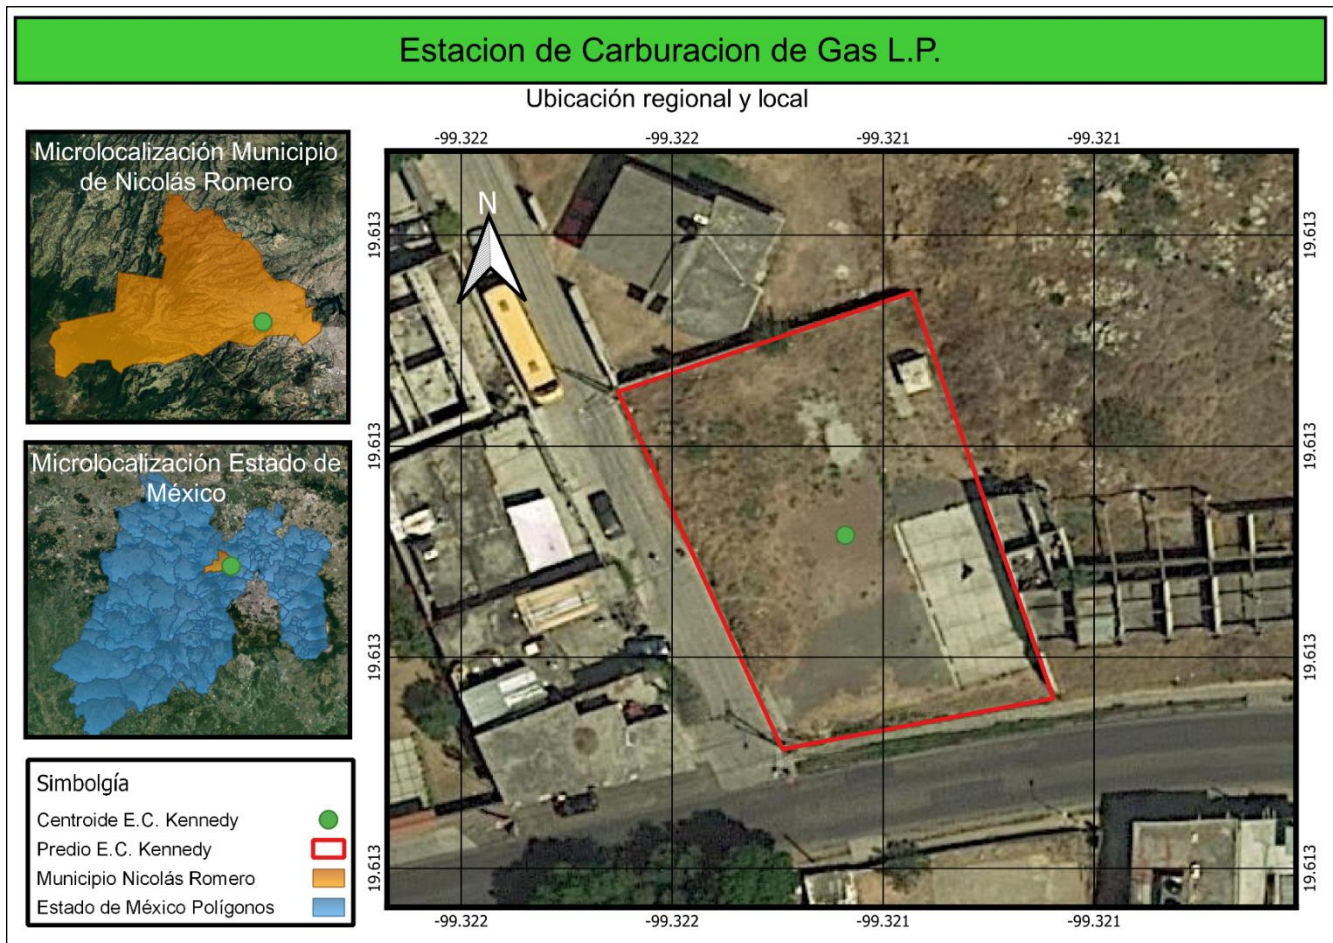 Estacion de Carburacion de Gas L.P.
Ubicación regional y local
Microlocalización Municipio
de Nicolás Romero
Microlocalización Estado de
México
Simbolgía
Centroide E.C. Kennedy
Predio E.C. Kennedy
Municipio Nicolás Romero
Estado de México Polígonos
-99.322
-99.322
-99.321
-99.321
19.613
19.613
19.613
19.613
N
19.613
19.613
19.613
19.613
-99.322
-99.322
-99.321
-99.321